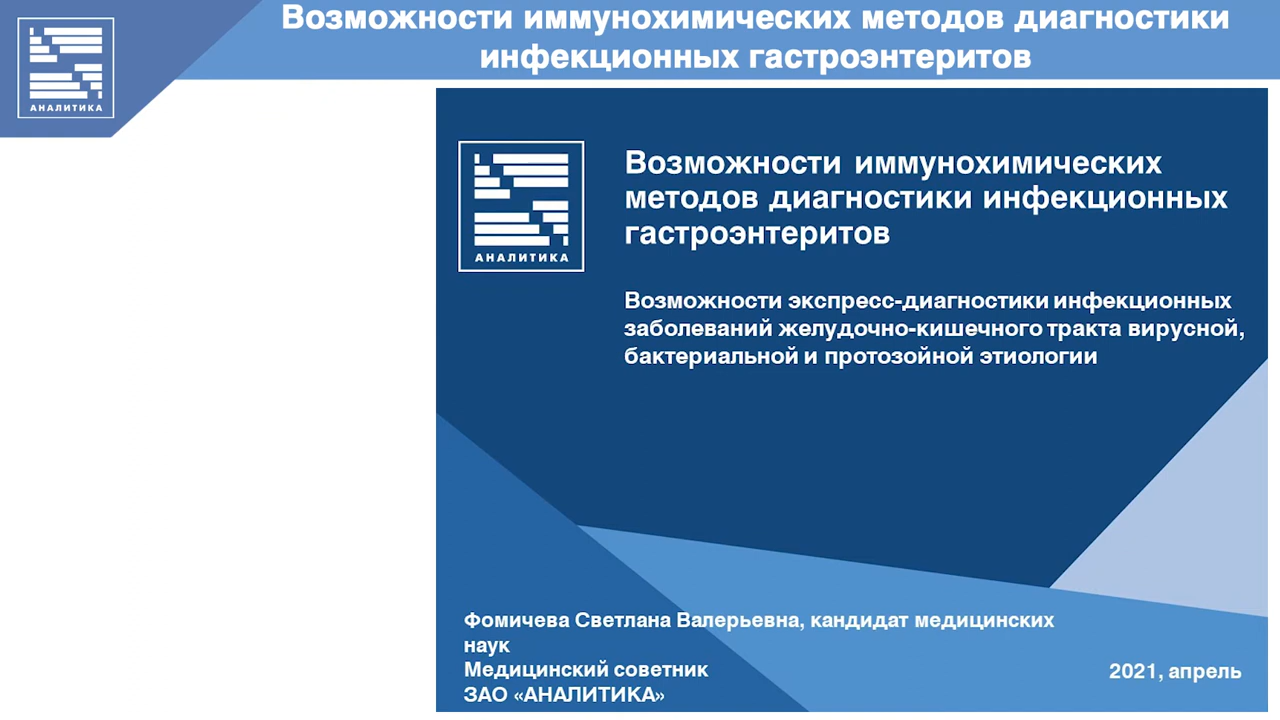 Возможности иммунохимических методов диагностики
инфекционных гастроэнтеритов
АНАЛИТИКА
АНАЛИТИКА
Возможности иммунохимических
методов диагностики инфекционных
гастроэнтеритов
Возможности экспресс-диагностики инфекционных
заболеваний желудочно-кишечного тракта вирусной,
бактериальной и протозойной этиологии
Фомичева Светлана Валерьевна, кандидат медицинских
наук
Медицинский советник
ЗАО «АНАЛИТИКА»
2021, апрель